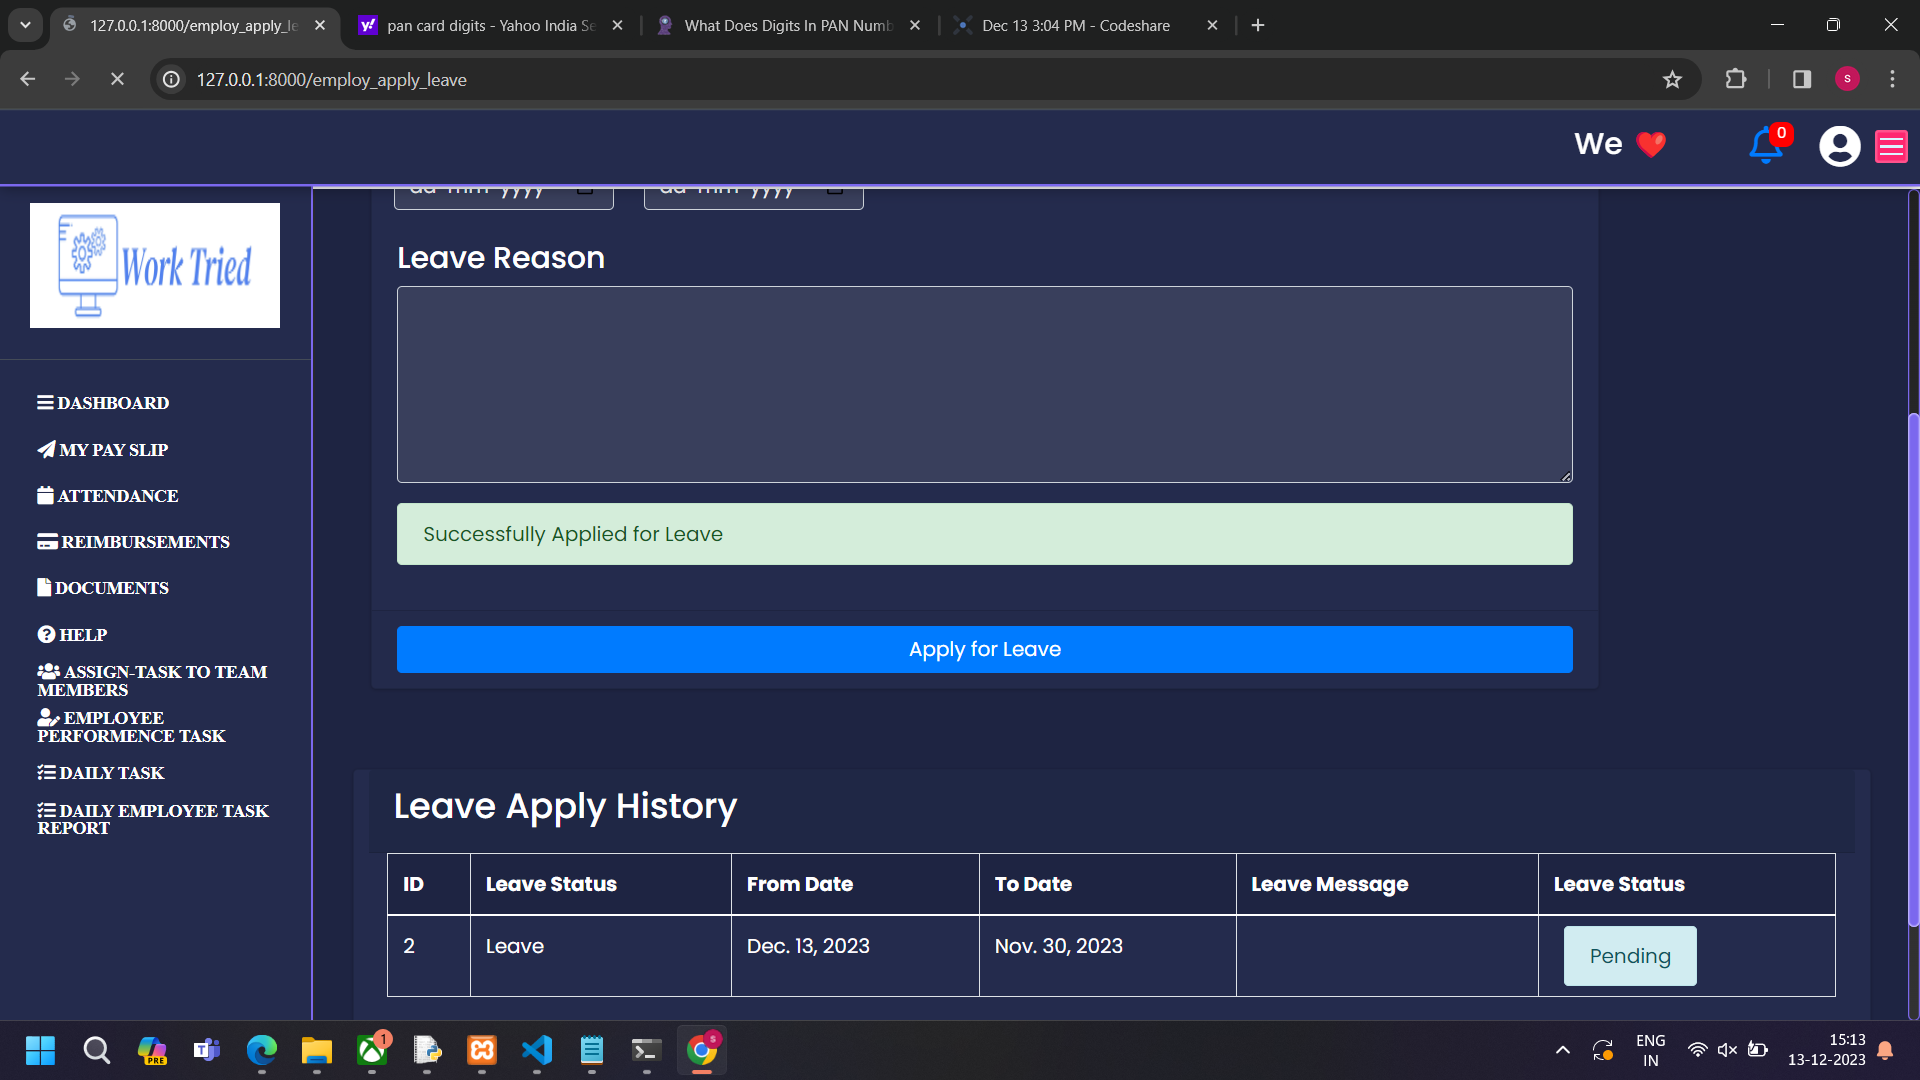 127.0.0.1:8000/employ_apply_le
pan card digits - Yahoo India Se
What Does Digits In PAN Numb
Dec 13 3:04 PM - Codeshare
127.0.0.1:8000/employ_apply_leave
S
We ❤️
0
Work Tried
dd-mm-yyyy
dd-mm-yyyy
Leave Reason
Successfully Applied for Leave
Apply for Leave
DASHBOARD
MY PAY SLIP
ATTENDANCE
REIMBURSEMENTS
DOCUMENTS
HELP
ASSIGN-TASK TO TEAM
MEMBERS
EMPLOYEE
PERFORMENCE TASK
DAILY TASK
DAILY EMPLOYEE TASK
REPORT
Leave Apply History
ID Leave Status From Date To Date Leave Message Leave Status
2 Leave Dec. 13, 2023 Nov. 30, 2023 Pending
PRE
1
S
ENG
IN
15:13
13-12-2023